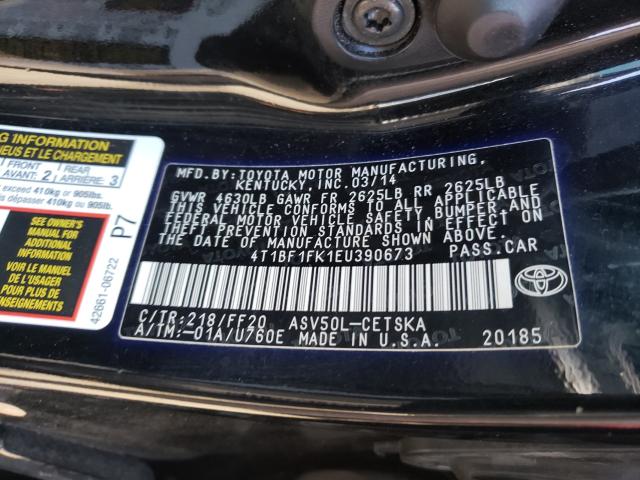 G INFORMATION
NEUS ET LE CHARGEMENT
FRONT
AVANT 2
REAR
ARRIÈRE 3
exceed 410kg or 905lbs.
dépasser 410kg ou 905lb.
SEE OWNER'S
MANUAL FOR
ADDITIONAL
INFORMATION
VOIR LE MANUEL
DE L'USAGER
POUR PLUS DE
RENSEIGNEMENTS
42661-06722
P7
MFD. BY: TOYOTA MOTOR MANUFACTURING,
KENTUCKY, INC. 03/14
GVWR 4630LB GAWR FR 2625LB RR 2625LB
THIS VEHICLE CONFORMS TO ALL APPLICABLE
FEDERAL MOTOR VEHICLE SAFETY, BUMPER, AND
THEFT PREVENTION STANDARDS IN EFFECT ON
THE DATE OF MANUFACTURE SHOWN ABOVE.
4T1BF1FK1EU390673 PASS.CAR
C/TR:218/FF20 ASV50L-CETSKA
A/TM:-01A/U760E MADE IN U.S.A. 20185